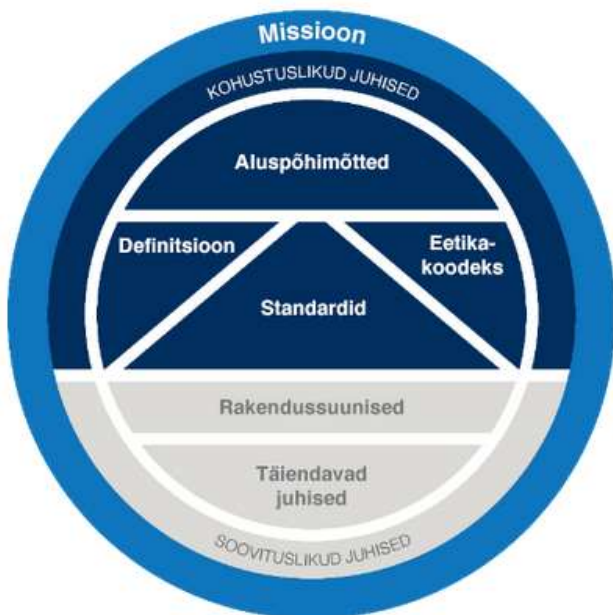 Missioon
KOHUSTUSLIKUD JUHISED
Aluspõhimõtted
Definitsioon
Eetika-
koodeks
Standardid
Rakendussuunised
Täiendavad
juhised
SOOVITUSLIKUD JUHISED